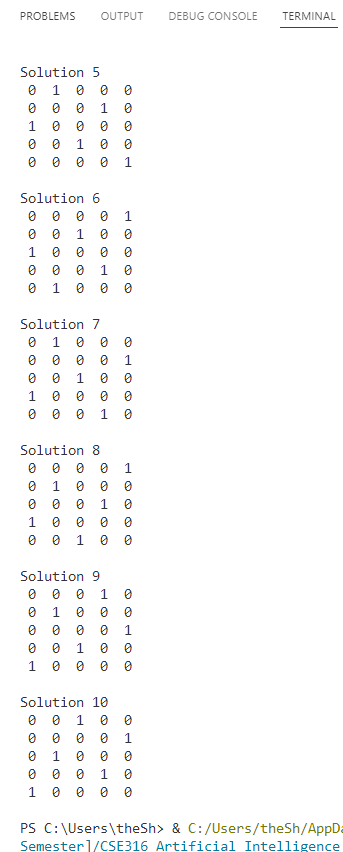 PROBLEMS OUTPUT DEBUG CONSOLE TERMINAL
Solution 5
0 1 0 0 0
0 0 0 1 0
1 0 0 0 0
0 0 1 0 0
0 0 0 0 1
Solution 6
0 0 0 0 1
0 0 1 0 0
1 0 0 0 0
0 0 0 1 0
0 1 0 0 0
Solution 7
0 1 0 0 0
0 0 0 0 1
0 0 1 0 0
1 0 0 0 0
0 0 0 1 0
Solution 8
0 0 0 0 1
0 1 0 0 0
0 0 0 1 0
1 0 0 0 0
0 0 1 0 0
Solution 9
0 0 0 1 0
0 1 0 0 0
0 0 0 0 1
0 0 1 0 0
1 0 0 0 0
Solution 10
0 0 1 0 0
0 0 0 0 1
0 1 0 0 0
0 0 0 1 0
1 0 0 0 0
PS C:\Users\theSh> & C:/Users/theSh/AppDa
Semester]/CSE316 Artificial Intelligence